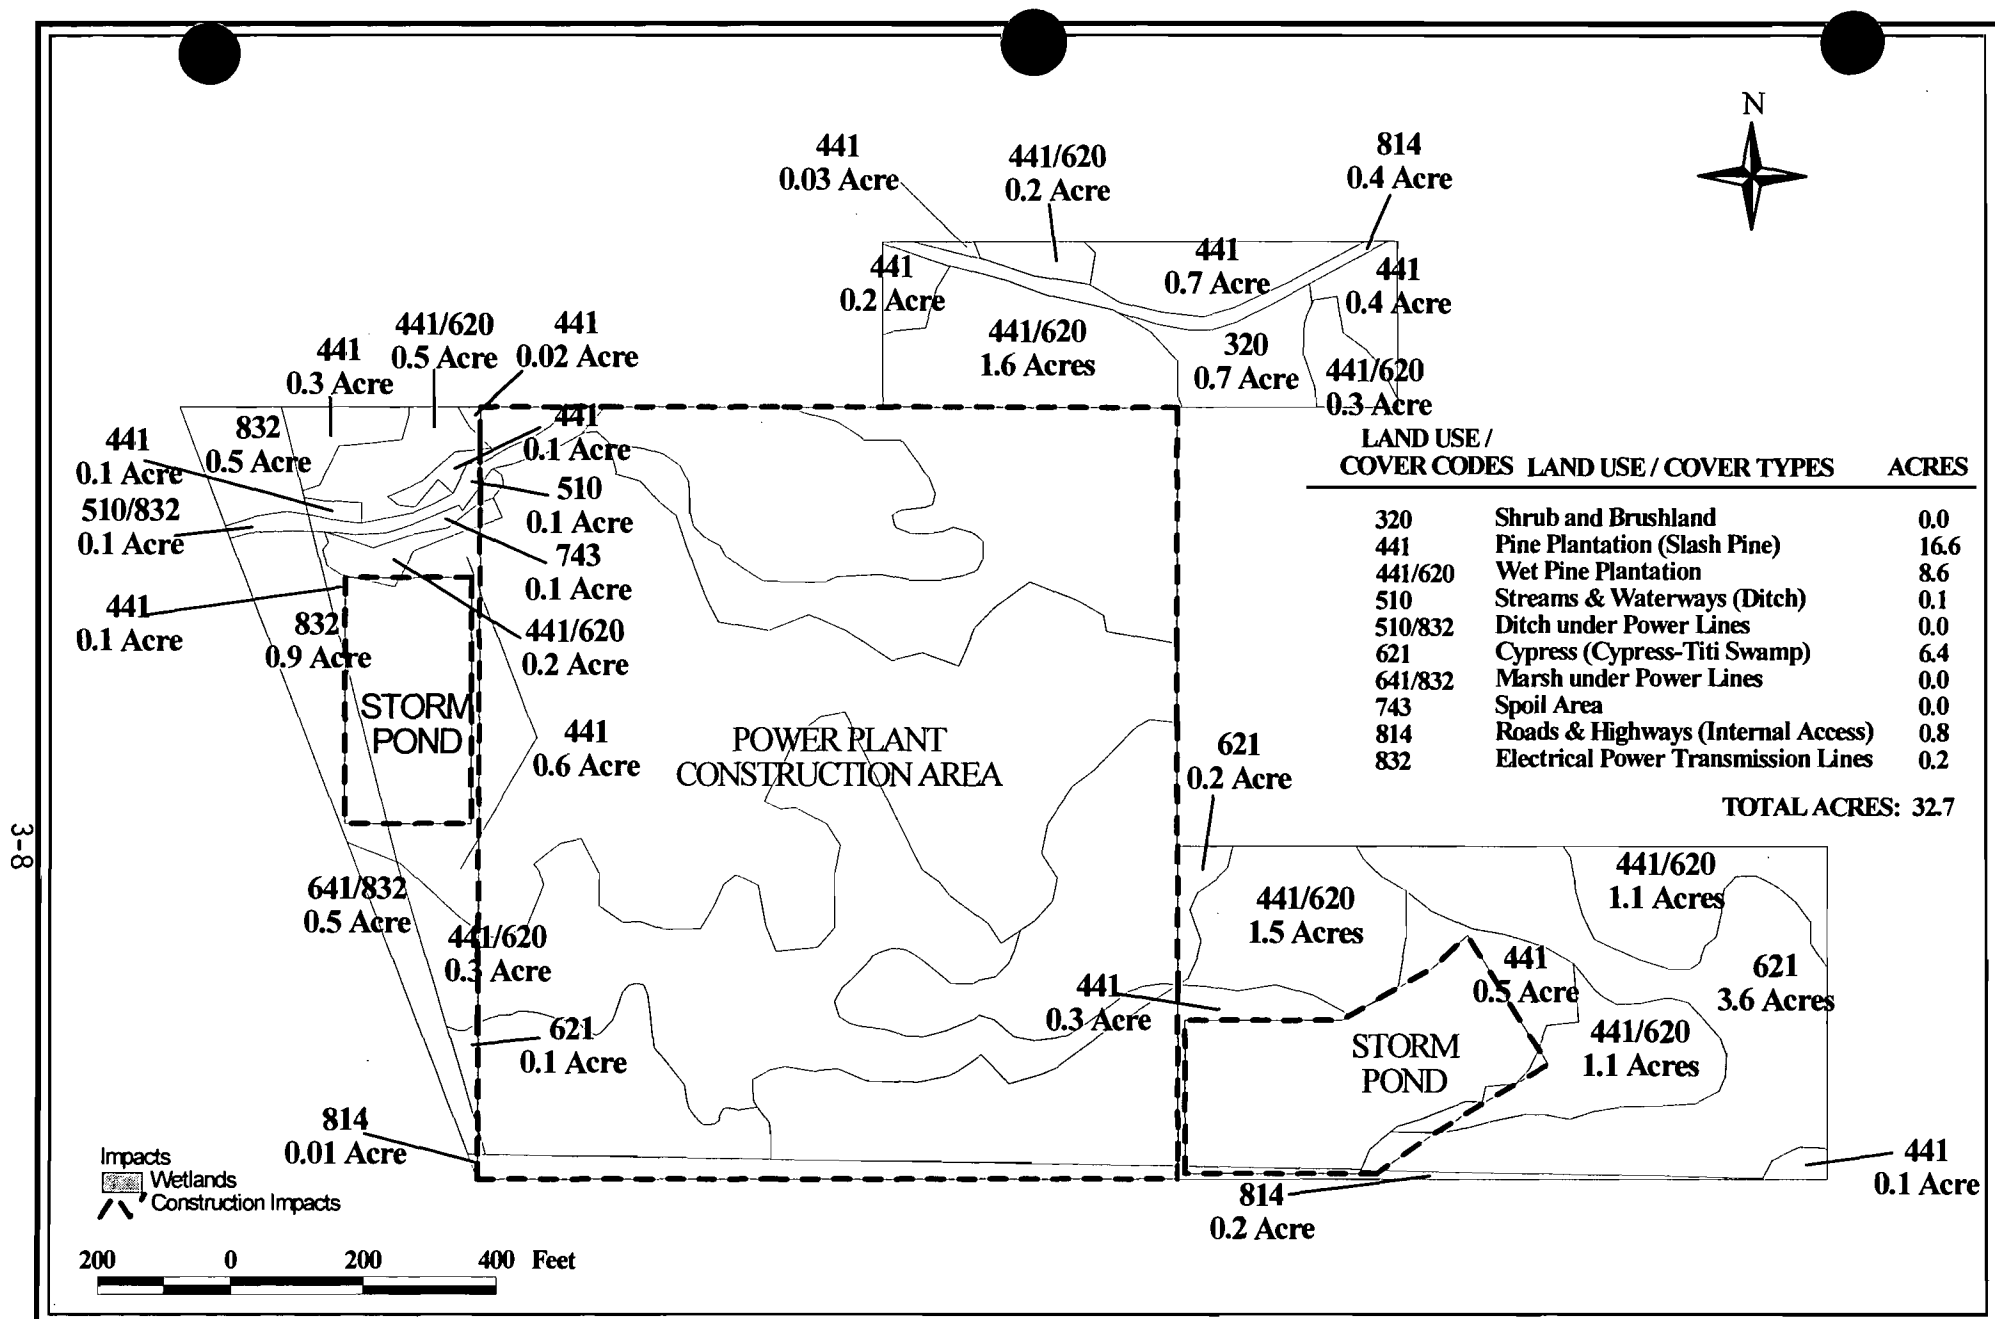 N
441
0.03 Acre
441/620
0.2 Acre
814
0.4 Acre
441
0.2 Acre
441
0.7 Acre
441
0.4 Acre
441/620
1.6 Acres
320
0.7 Acre
441/620
0.3 Acre
441
0.3 Acre
441/620
0.5 Acre
441
0.02 Acre
832
0.5 Acre
441
0.1 Acre
441
0.1 Acre
510/832
0.1 Acre
510
0.1 Acre
743
0.1 Acre
441
0.1 Acre
832
0.9 Acre
441/620
0.2 Acre
STORM
POND
441
0.6 Acre
POWER PLANT
CONSTRUCTION AREA
LAND USE /
COVER CODES LAND USE / COVER TYPES ACRES
320 Shrub and Brushland 0.0
441 Pine Plantation (Slash Pine) 16.6
441/620 Wet Pine Plantation 8.6
510 Streams & Waterways (Ditch) 0.1
510/832 Ditch under Power Lines 0.0
621 Cypress (Cypress-Titi Swamp) 6.4
641/832 Marsh under Power Lines 0.0
743 Spoil Area 0.0
814 Roads & Highways (Internal Access) 0.8
832 Electrical Power Transmission Lines 0.2
TOTAL ACRES: 32.7
621
0.2 Acre
641/832
0.5 Acre
441/620
0.3 Acre
621
0.1 Acre
814
0.01 Acre
441/620
1.5 Acres
441/620
1.1 Acres
441
0.5 Acre
621
3.6 Acres
441
0.3 Acre
STORM
POND
441/620
1.1 Acres
441
0.1 Acre
814
0.2 Acre
Impacts
Wetlands
Construction Impacts
200 0 200 400 Feet
3-8